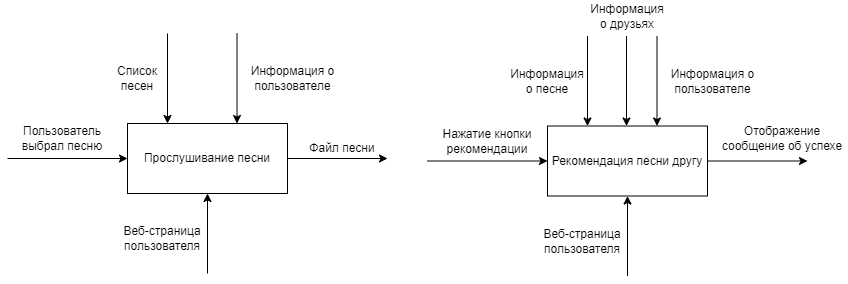 Список
песен
Информация о
пользователе
Пользователь
выбрал песню
Прослушивание песни
Файл песни
Веб-страница
пользователя
Информация
о друзьях
Информация
о песне
Информация о
пользователе
Нажатие кнопки
рекомендации
Рекомендация песни другу
Отображение
сообщение об успехе
Веб-страница
пользователя